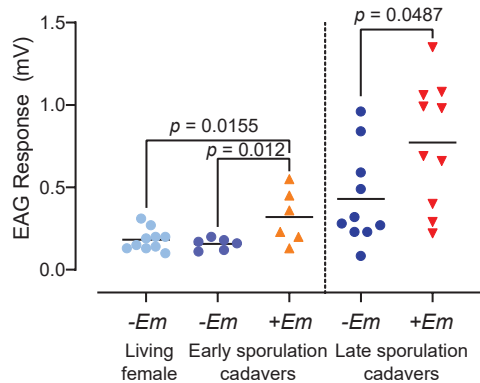 1.5
p = 0.0487
EAG Response (mV)
1.0
p = 0.0155
p = 0.012
0.5
0.0
-Em -Em +Em -Em +Em
Living Early sporulation Late sporulation
female cadavers cadavers